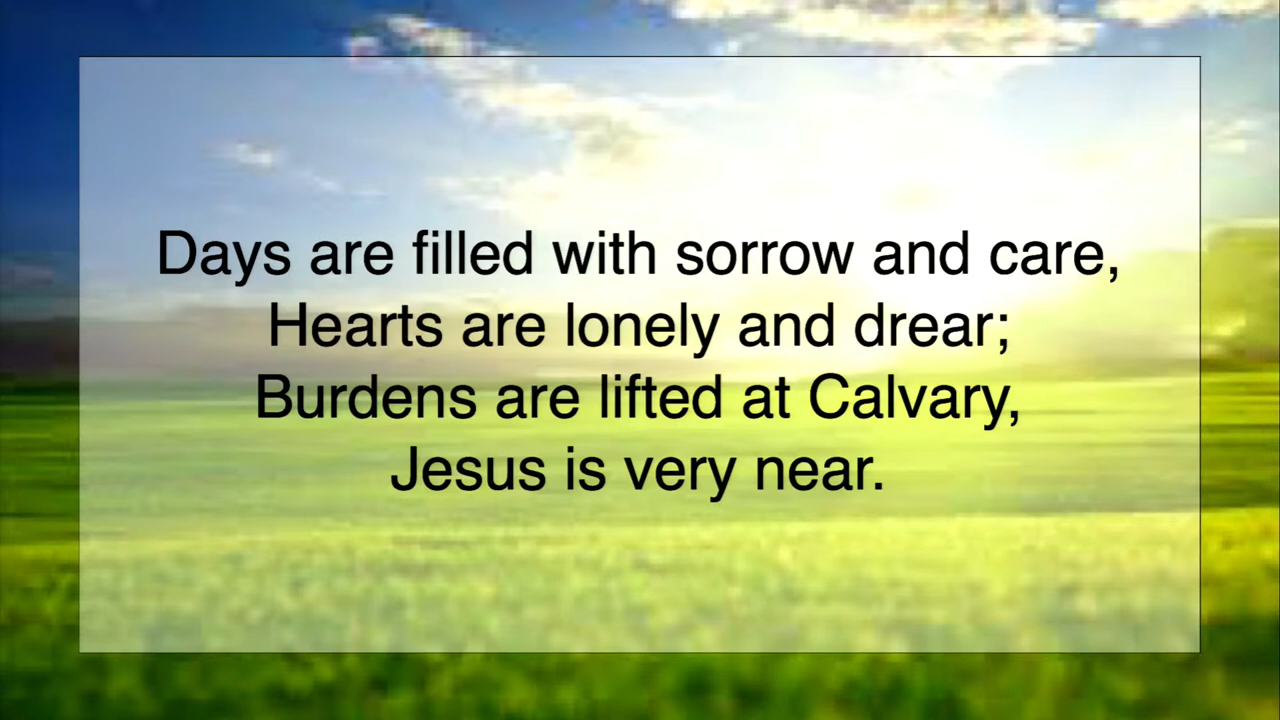 Days are filled with sorrow and care,
Hearts are lonely and drear;
Burdens are lifted at Calvary,
Jesus is very near.